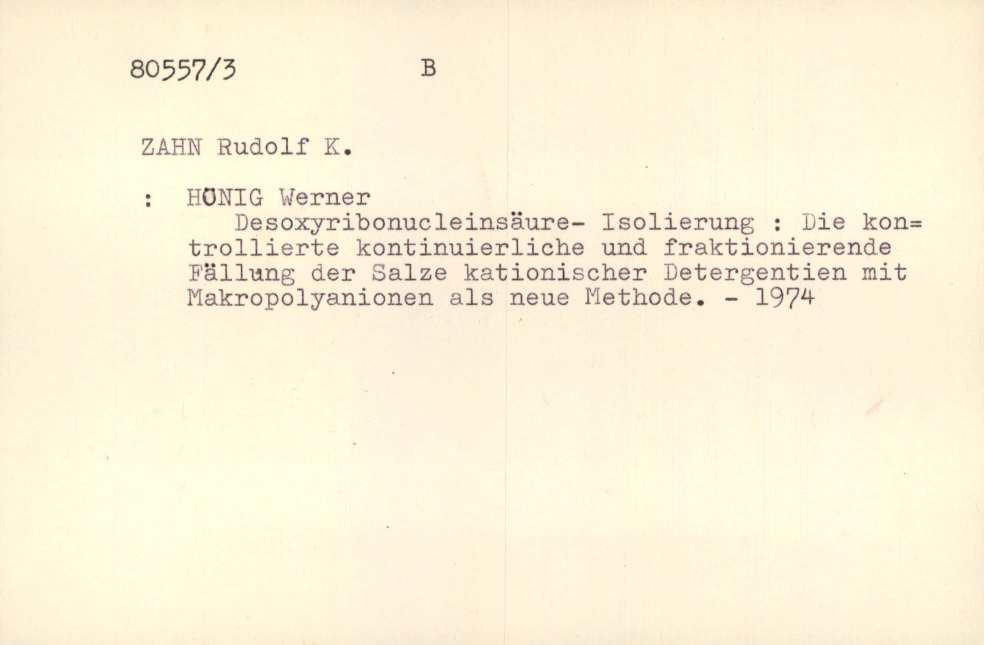 80557/3 B
ZAHN Rudolf K.
: HÖNIG Werner
Desoxyribonucleinsäure- Isolierung : Die kon=
trollierte kontinuierliche und fraktionierende
Fällung der Salze kationischer Detergentien mit
Makropolyanionen als neue Methode. - 1974